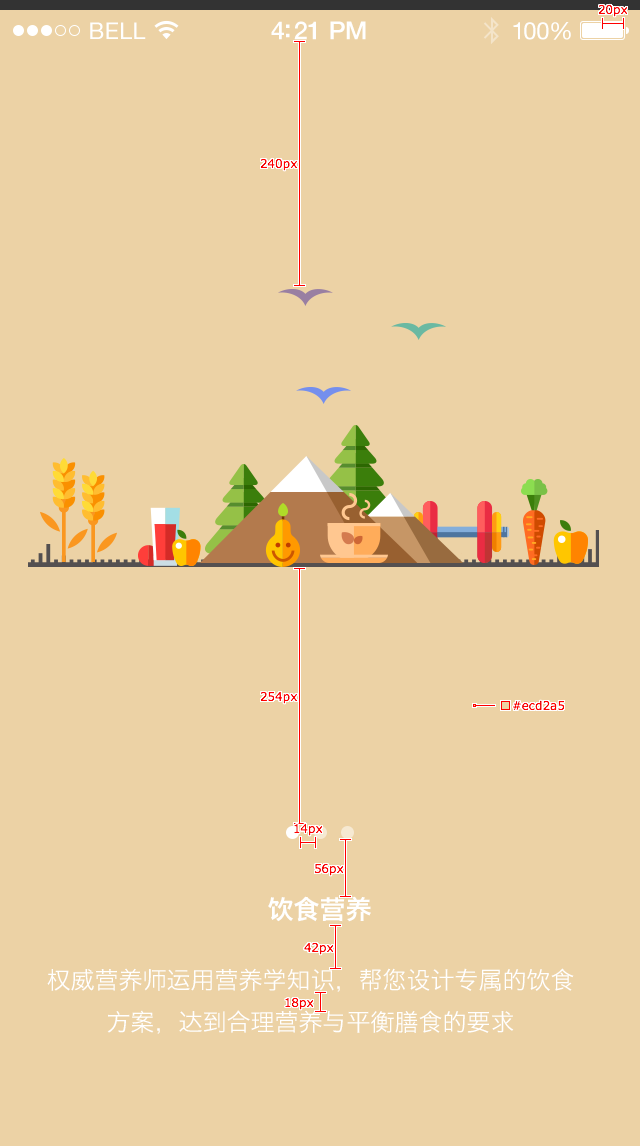 BELL 4:21 PM 100%
20px
240px
254px
#ecd2a5
14px
56px
饮食营养
42px
权威营养师运用营养学知识，帮您设计专属的饮食
18px
方案，达到合理营养与平衡膳食的要求